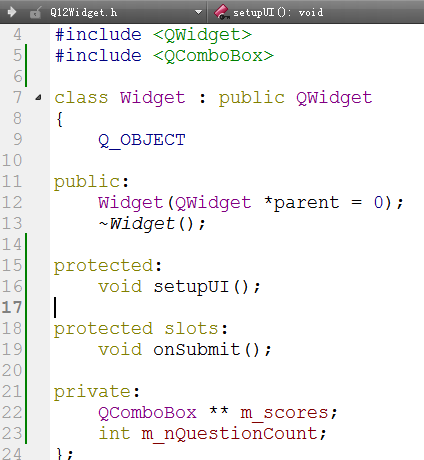 Q12Widget.h setupUI(): void
4 #include <QWidget>
5 #include <QComboBox>
6
7 class Widget : public QWidget
8 {
9 Q_OBJECT
10
11 public:
12 Widget(QWidget *parent = 0);
13 ~Widget();
14
15 protected:
16 void setupUI();
17
18 protected slots:
19 void onSubmit();
20
21 private:
22 QComboBox ** m_scores;
23 int m_nQuestionCount;
24 };